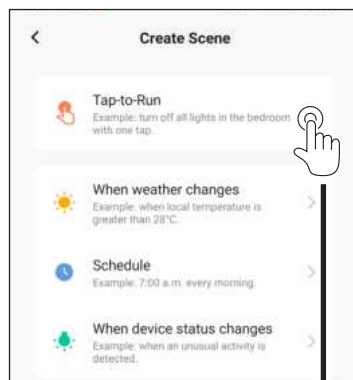 Create Scene
Tap-to-Run
Example: turn off all lights in the bedroom
with one tap.
When weather changes
Example: when local temperature is
greater than 28°C.
Schedule
Example: 7:00 a.m. every morning.
When device status changes
Example: when an unusual activity is
detected.